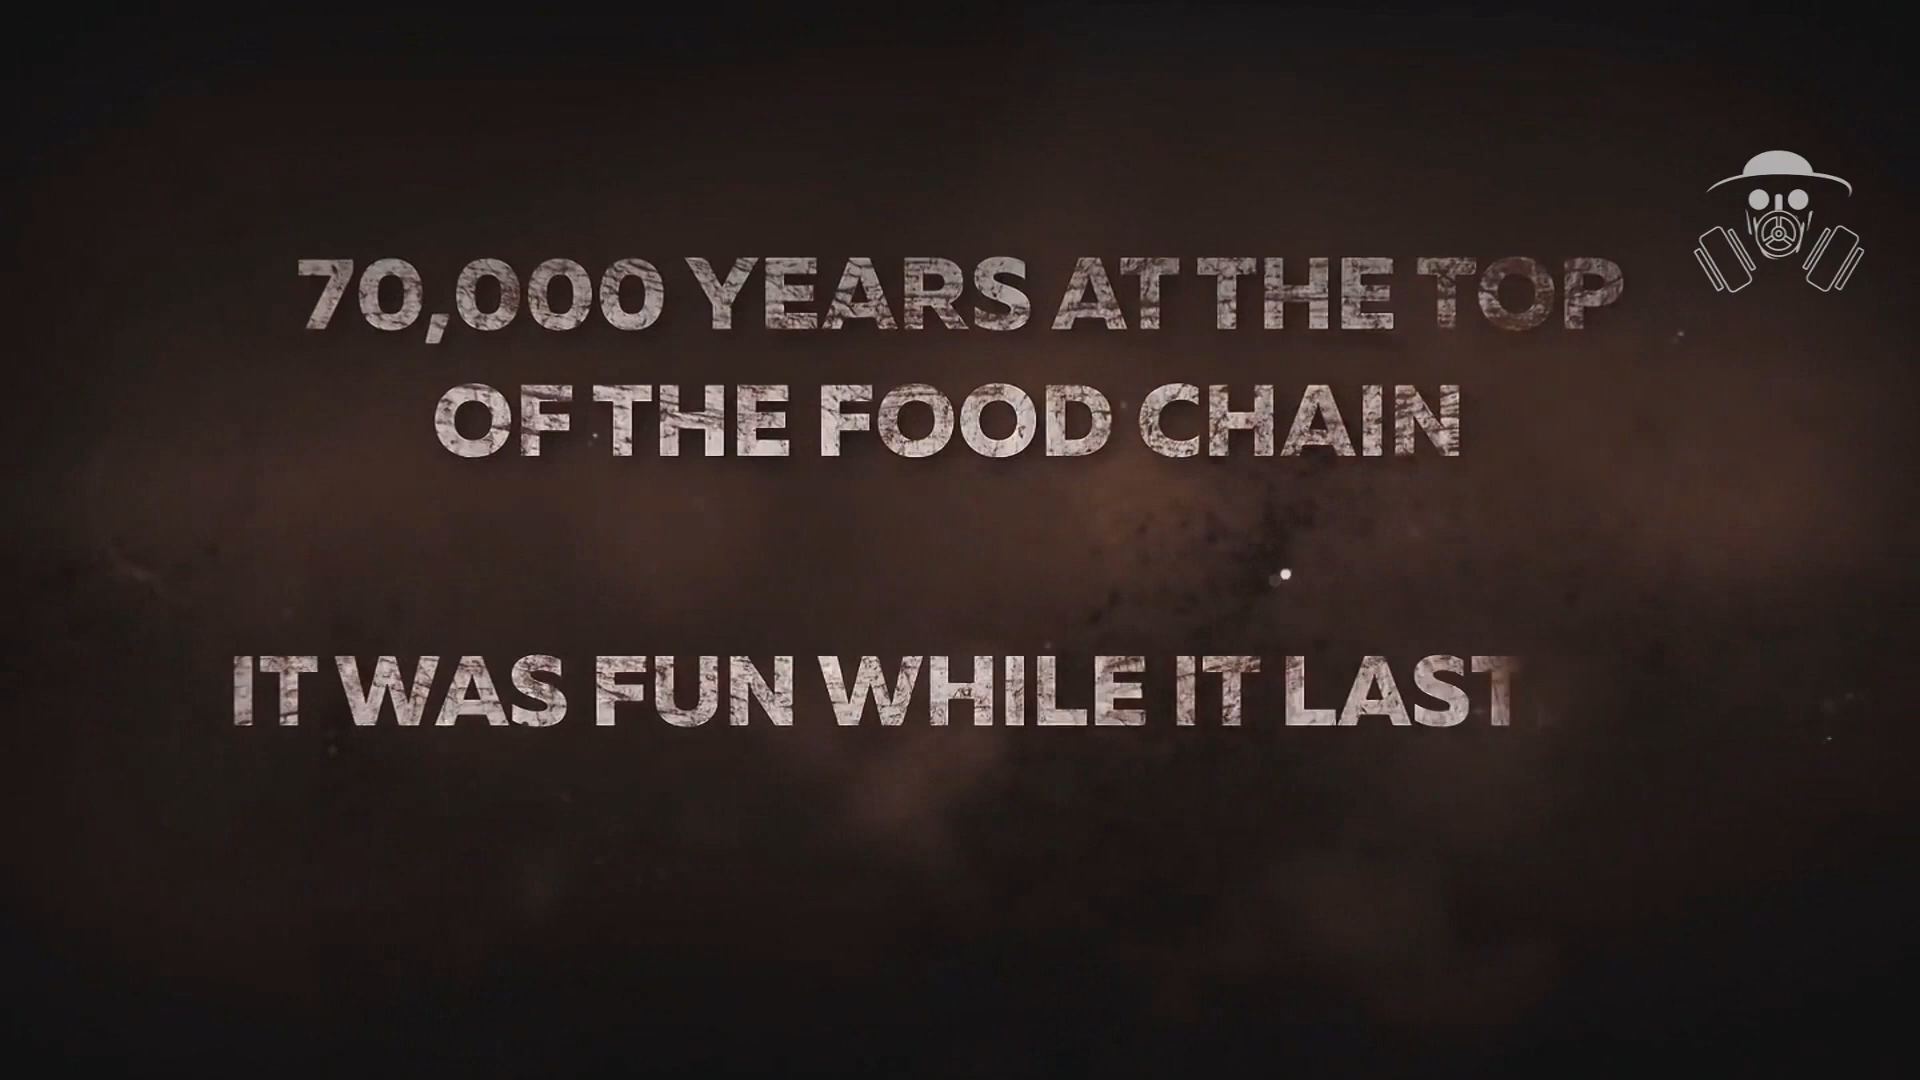 70,000 YEARS AT THE TOP
OF THE FOOD CHAIN
IT WAS FUN WHILE IT LAST